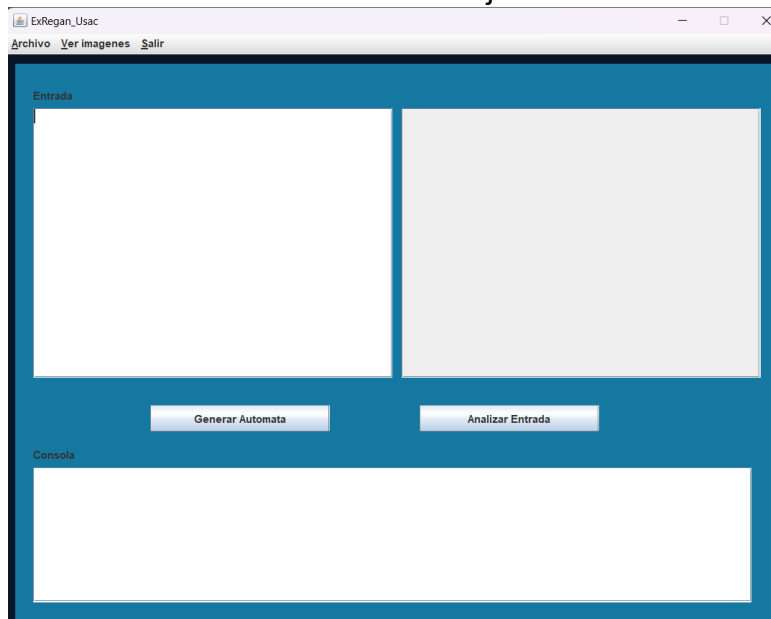 ExRegan_Usac
Archivo Ver imagenes Salir
Entrada
Generar Automata Analizar Entrada
Consola